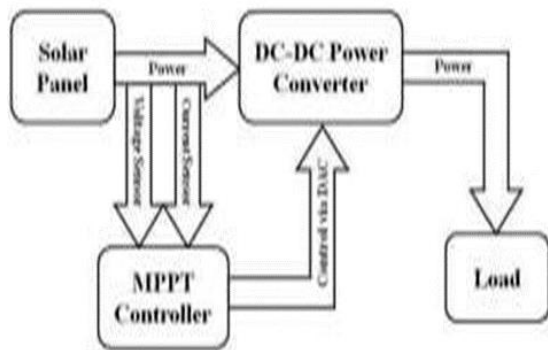 Solar
Panel
Power
DC-DC Power
Converter
Power
Voltage Sensor
Current Sensor
Control via DAC
MPPT
Controller
Load